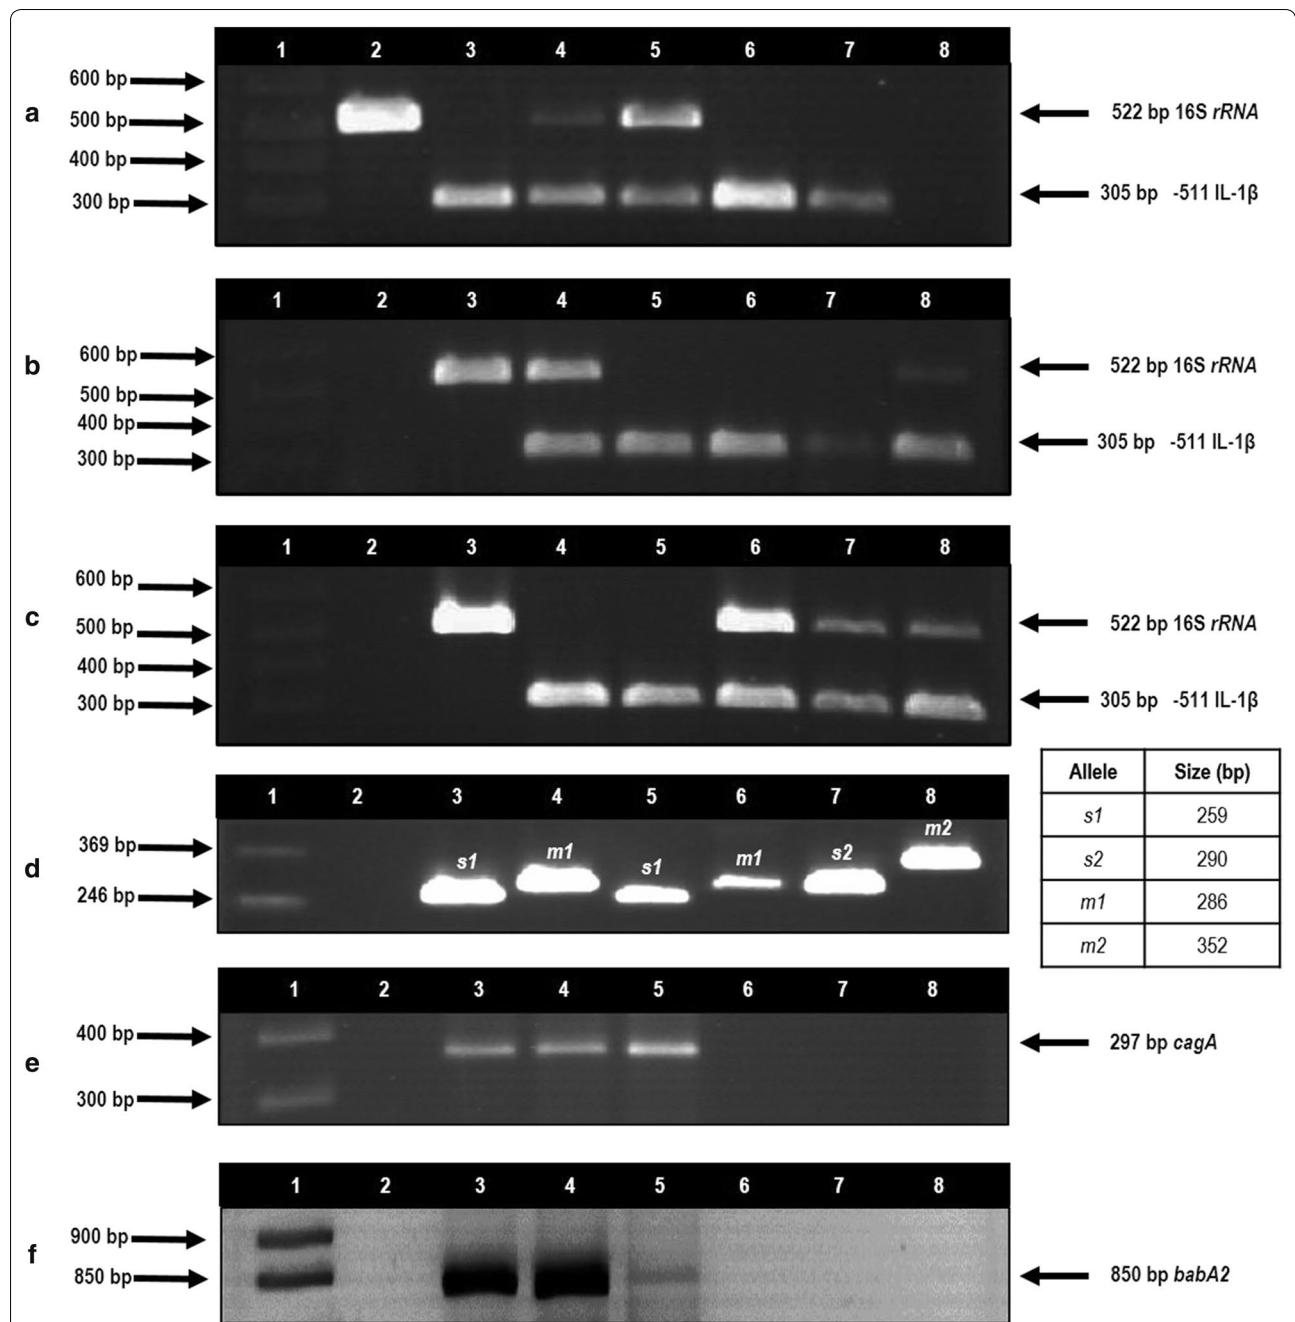 1 2 3 4 5 6 7 8
600 bp
a
500 bp
522 bp 16S rRNA
400 bp
300 bp
305 bp -511 IL-1β
1 2 3 4 5 6 7 8
600 bp
b
522 bp 16S rRNA
500 bp
400 bp
300 bp
305 bp -511 IL-1β
1 2 3 4 5 6 7 8
600 bp
c
500 bp
522 bp 16S rRNA
400 bp
300 bp
305 bp -511 IL-1β
1 2 3 4 5 6 7 8
369 bp
d
246 bp
s1 m1 s1 m1 s2 m2
Allele Size (bp)
s1 259
s2 290
m1 286
m2 352
1 2 3 4 5 6 7 8
400 bp
e
300 bp
297 bp cagA
1 2 3 4 5 6 7 8
900 bp
f
850 bp
850 bp babA2